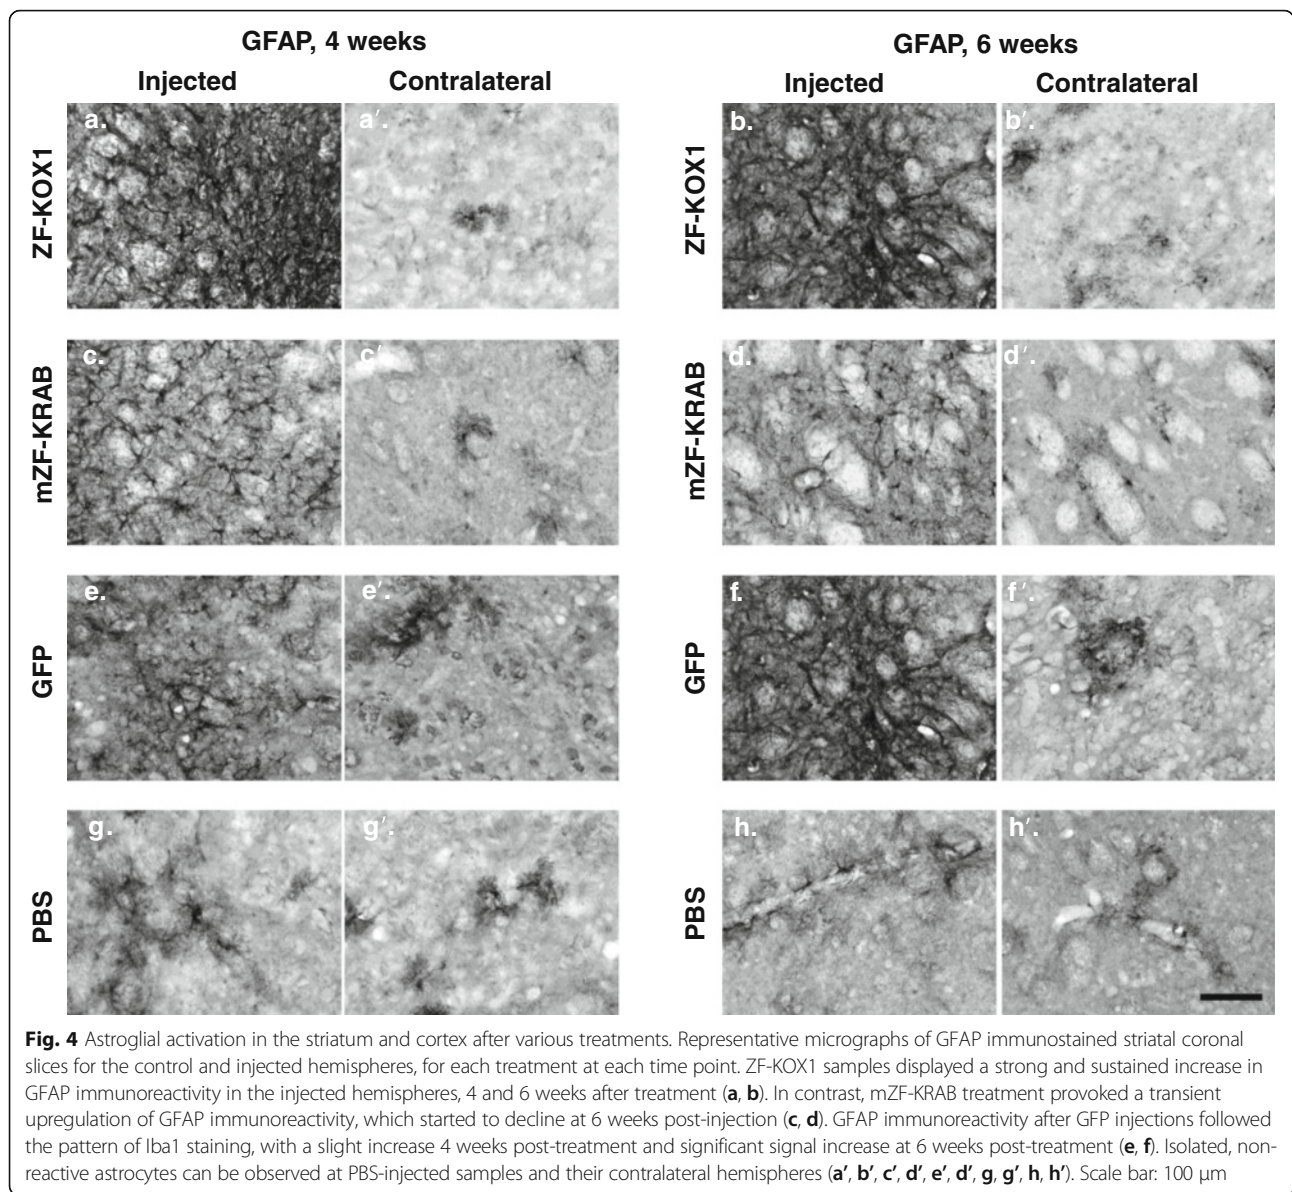 GFAP, 4 weeks
GFAP, 6 weeks
Injected
Contralateral
Injected
Contralateral
ZF-KOX1
a.
a′.
ZF-KOX1
b.
b′.
mZF-KRAB
c.
c′
mZF-KRAB
d.
d′.
GFP
e.
e′.
GFP
f.
f′.
PBS
g.
g′.
PBS
h.
h′.
Fig. 4 Astroglial activation in the striatum and cortex after various treatments. Representative micrographs of GFAP immunostained striatal coronal
slices for the control and injected hemispheres, for each treatment at each time point. ZF-KOX1 samples displayed a strong and sustained increase in
GFAP immunoreactivity in the injected hemispheres, 4 and 6 weeks after treatment (a, b). In contrast, mZF-KRAB treatment provoked a transient
upregulation of GFAP immunoreactivity, which started to decline at 6 weeks post-injection (c, d). GFAP immunoreactivity after GFP injections followed
the pattern of Iba1 staining, with a slight increase 4 weeks post-treatment and significant signal increase at 6 weeks post-treatment (e, f). Isolated, non-
reactive astrocytes can be observed at PBS-injected samples and their contralateral hemispheres (a′, b′, c′, d′, e′, d′, g, g′, h, h′). Scale bar: 100 μm